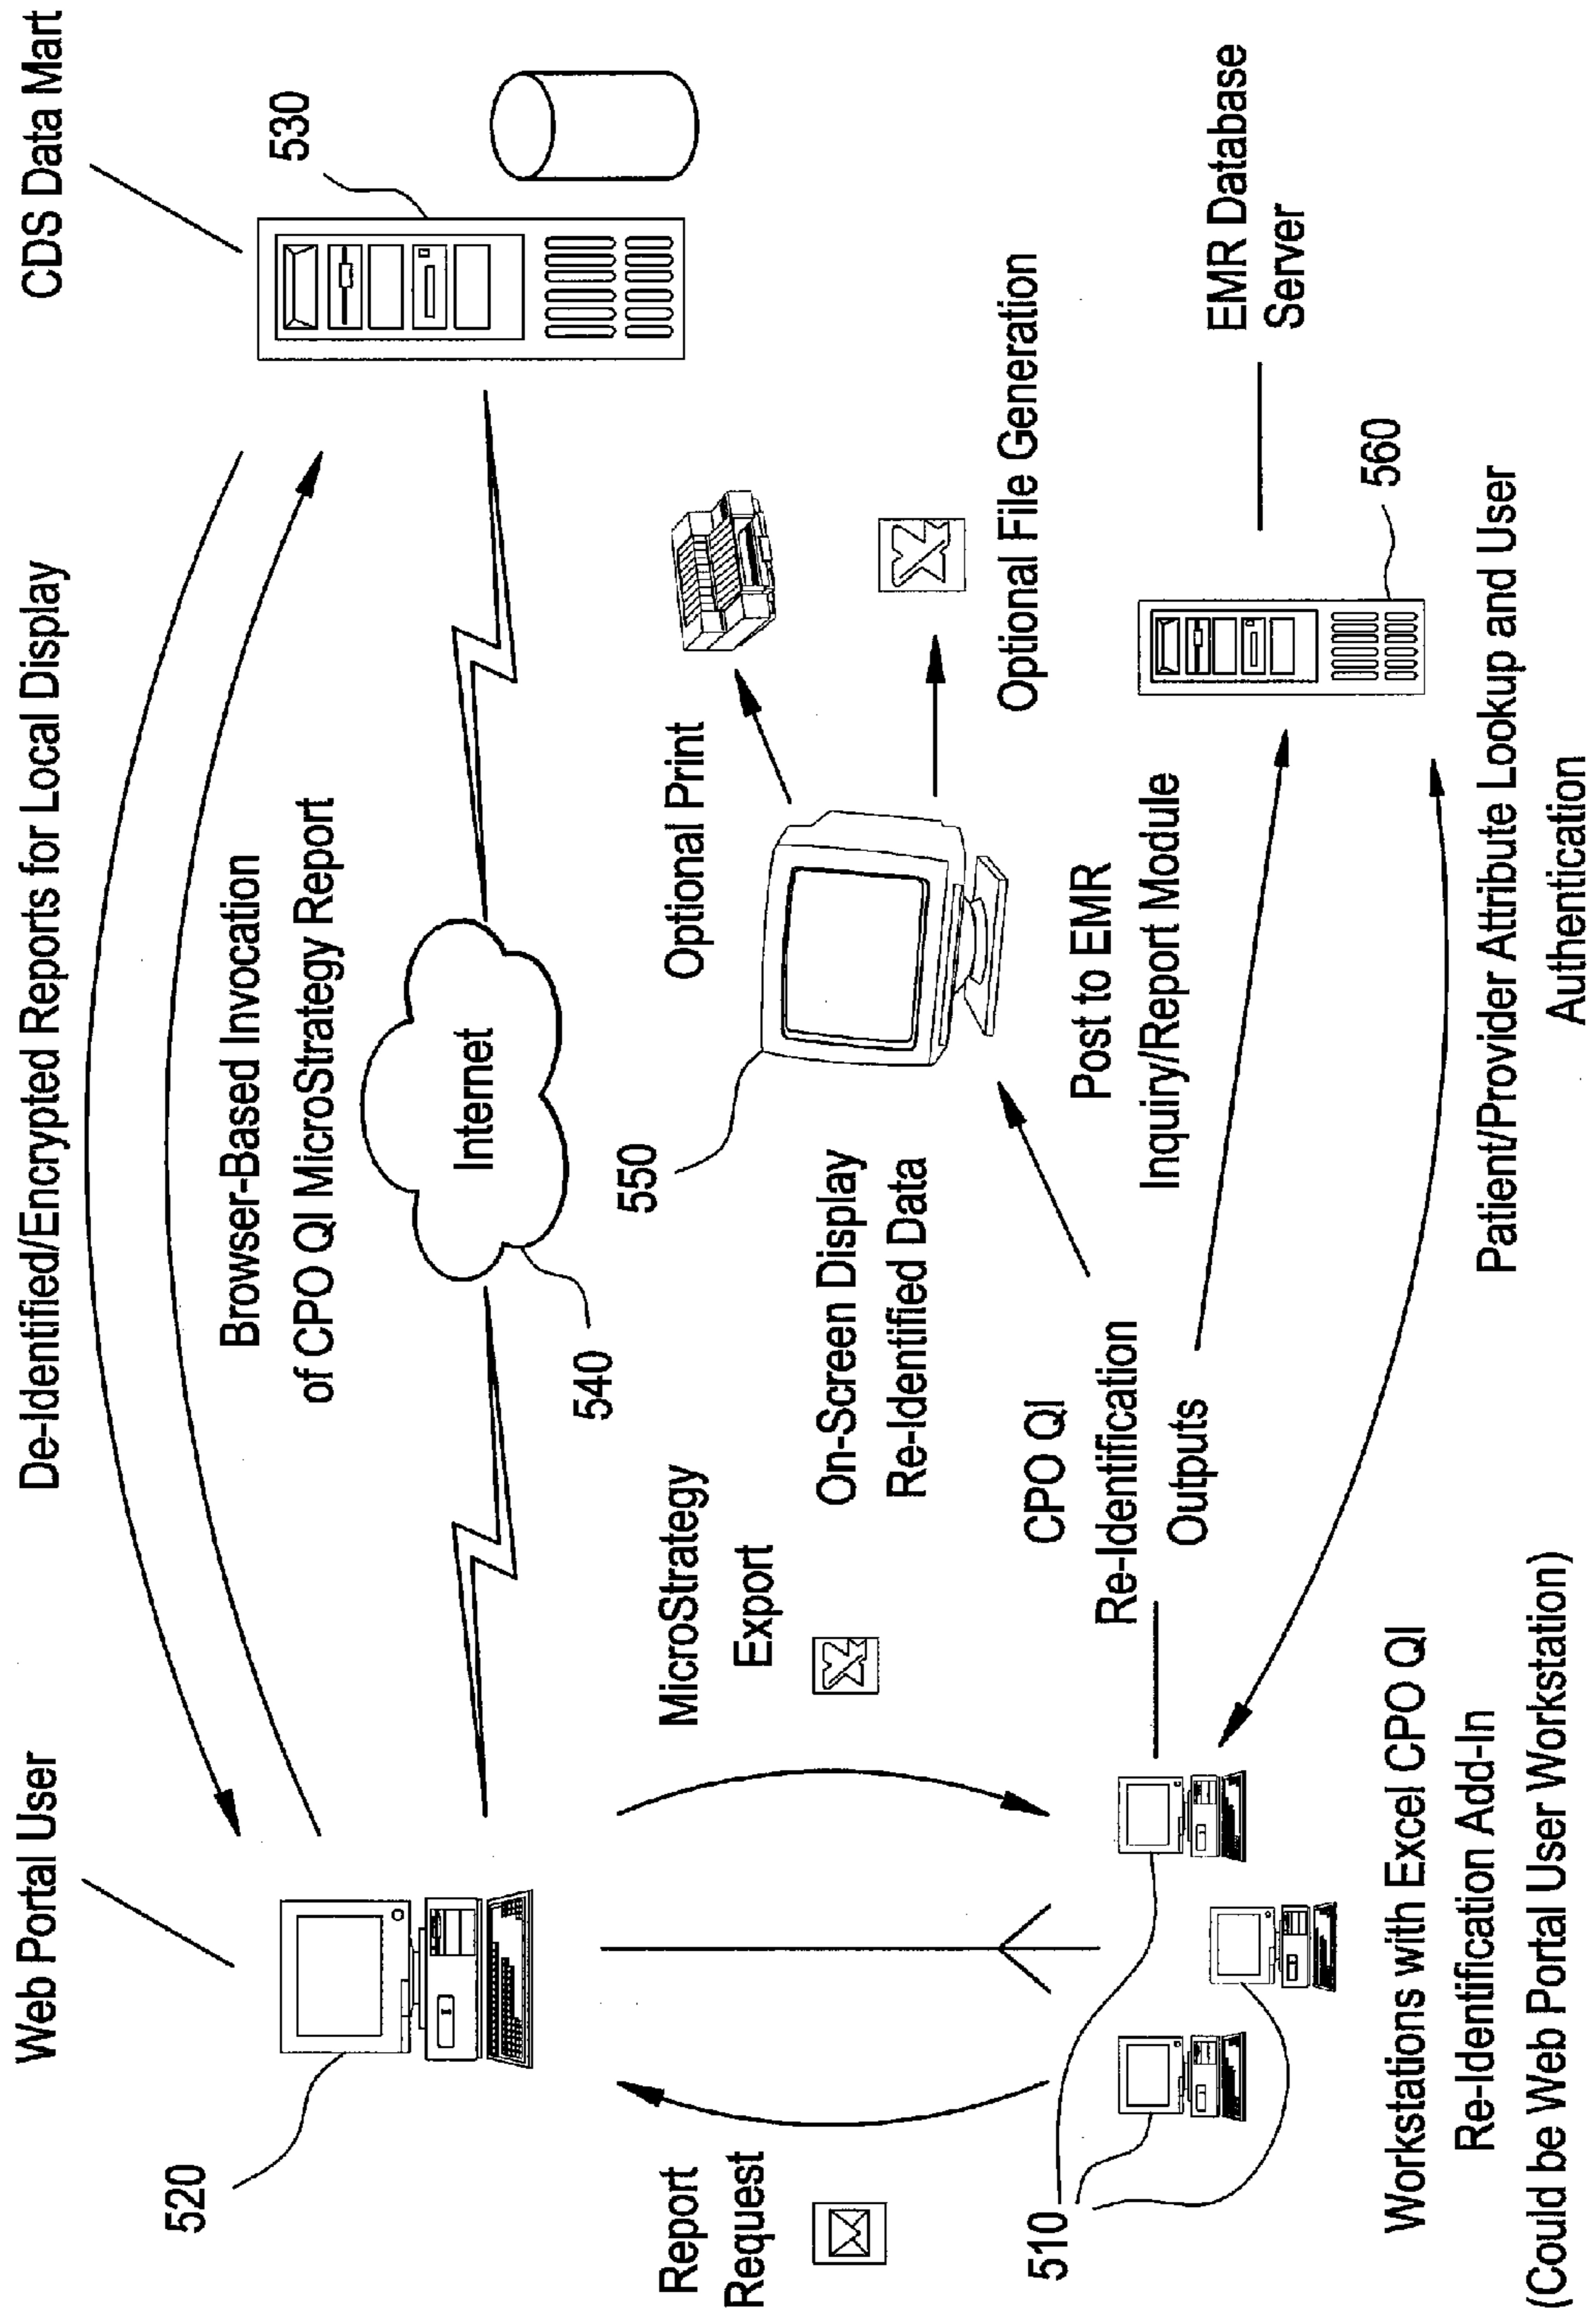 Web Portal User
De-Identified/Encrypted Reports for Local Display
CDS Data Mart
520
530
Browser-Based Invocation
of CPO QI MicroStrategy Report
Internet
540
Report
Request
MicroStrategy
Export
550
Optional Print
On-Screen Display
Re-Identified Data
Optional File Generation
510
CPO QI
Re-Identification
Outputs
Post to EMR
Inquiry/Report Module
EMR Database
Server
560
Workstations with Excel CPO QI
Re-Identification Add-In
(Could be Web Portal User Workstation)
Patient/Provider Attribute Lookup and User
Authentication